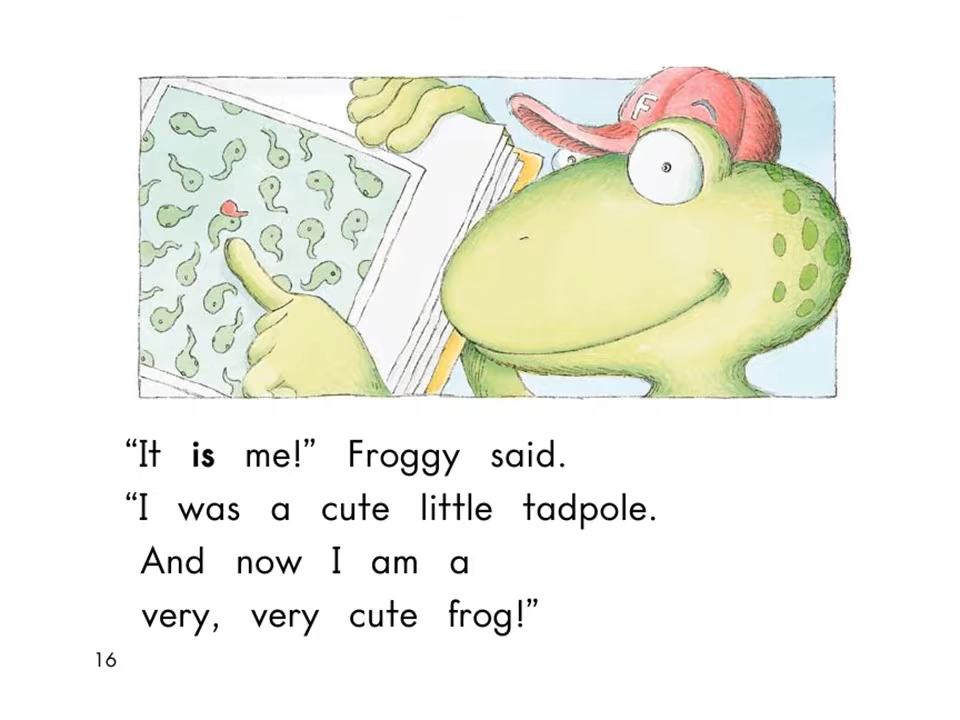 F
“It is me!” Froggy said.
“I was a cute little tadpole.
And now I am a
very, very cute frog!”
16